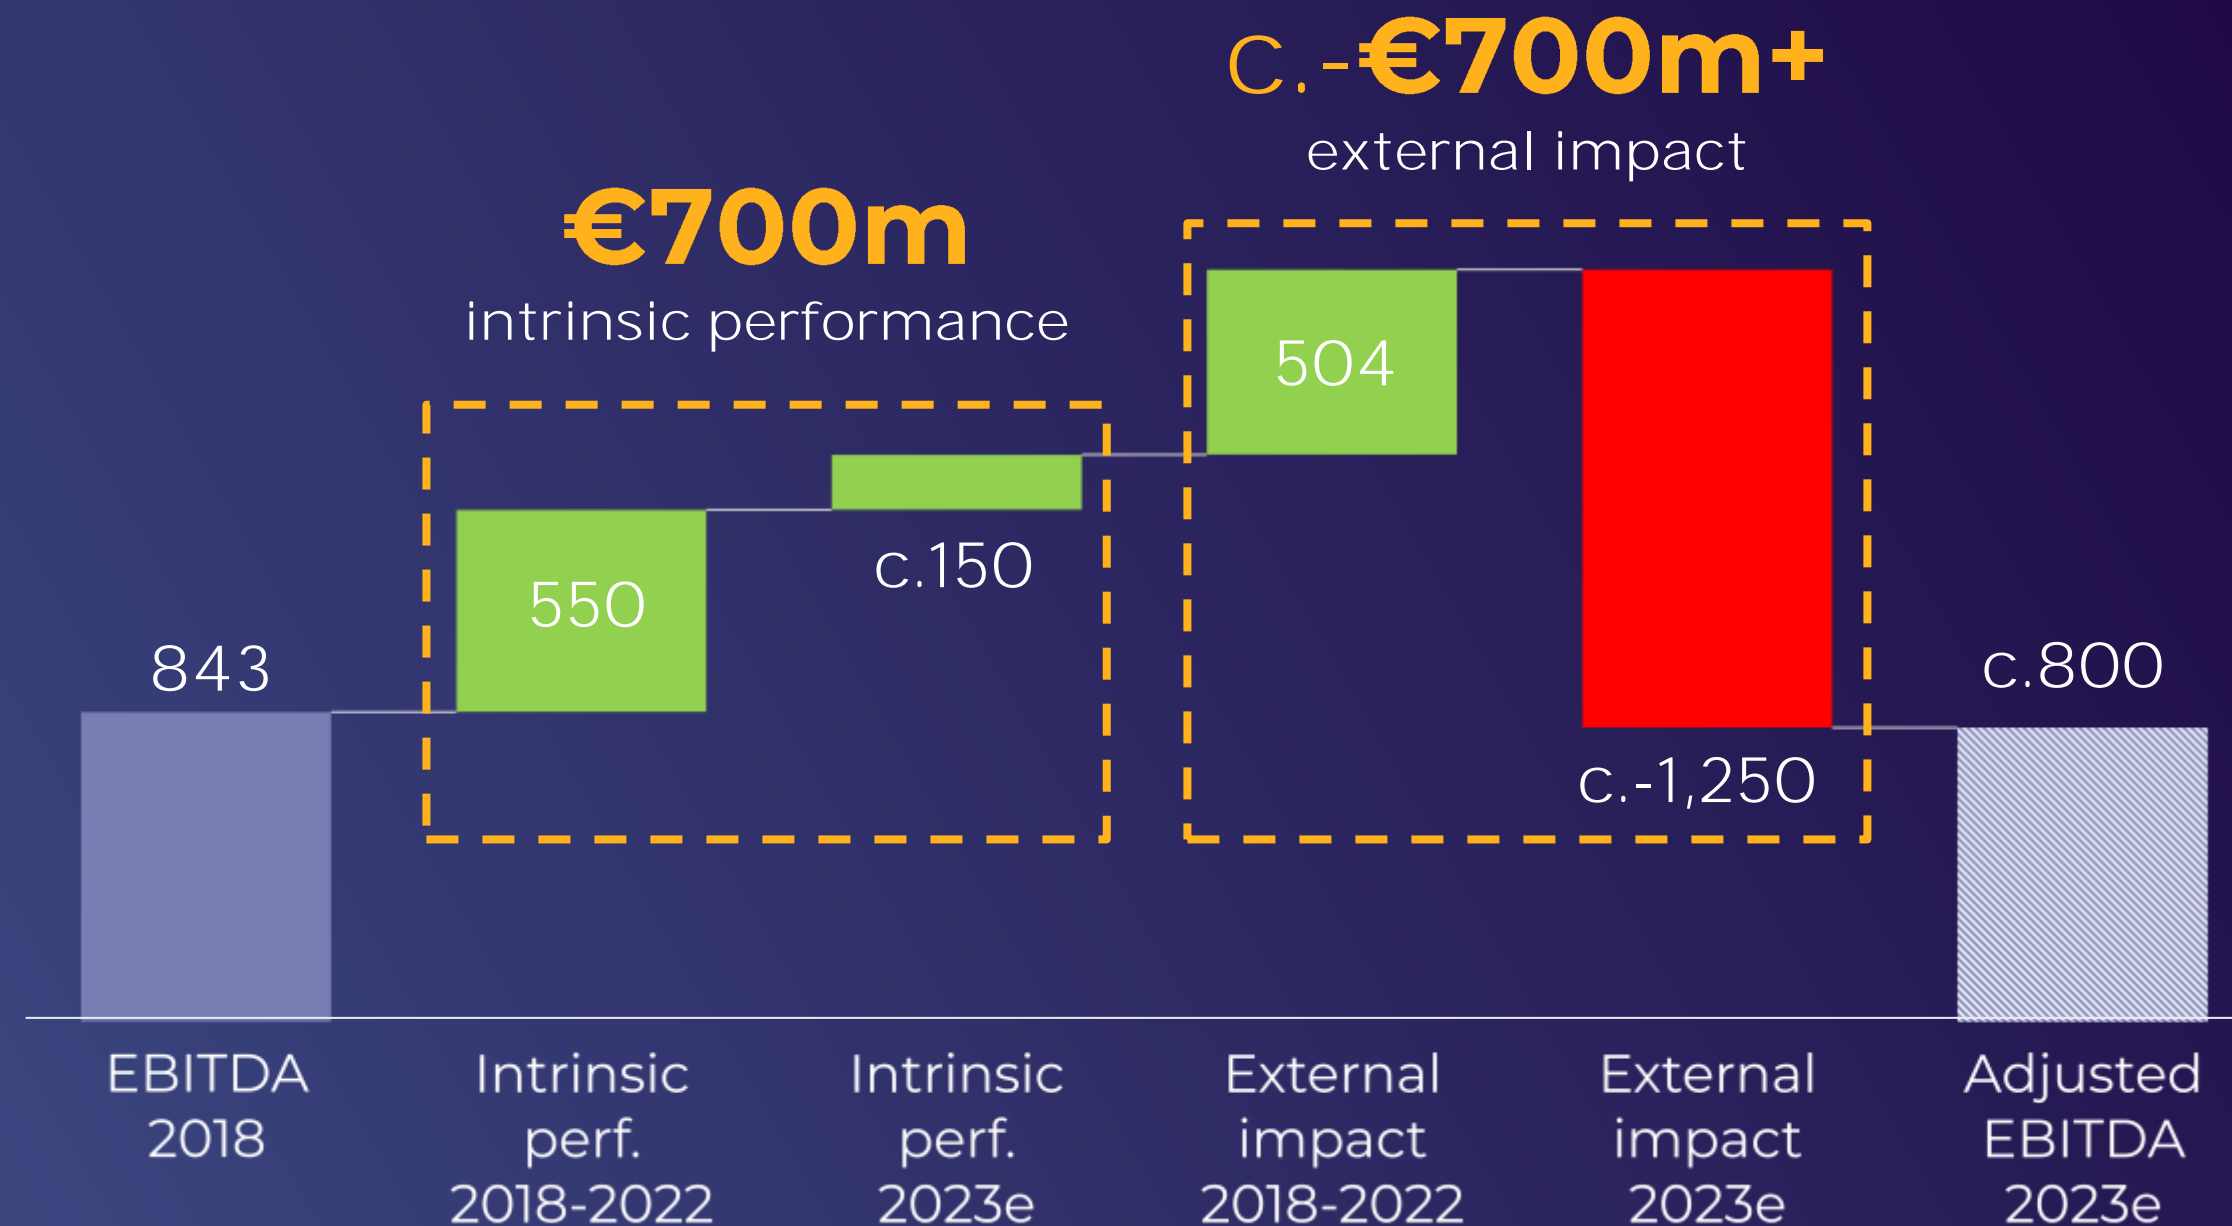 C.-€700m+
external impact
€700m
intrinsic performance
504
c.150
550
843
c.800
c.-1,250
EBITDA
2018
Intrinsic
perf.
2018-2022
Intrinsic
perf.
2023e
External
impact
2018-2022
External
impact
2023e
Adjusted
EBITDA
2023e